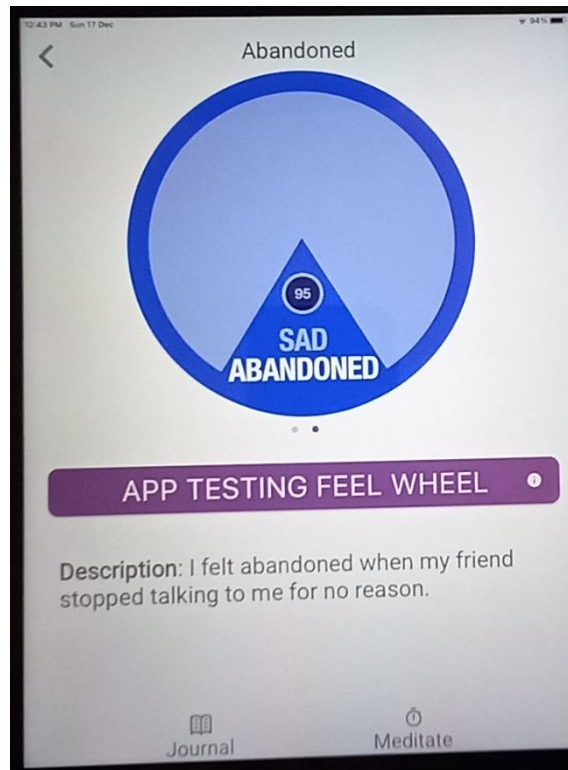 12:43 PM Sun 17 Dec
94%
Abandoned
95
SAD
ABANDONED
APP TESTING FEEL WHEEL
i
Description: I felt abandoned when my friend
stopped talking to me for no reason.
Journal
Meditate